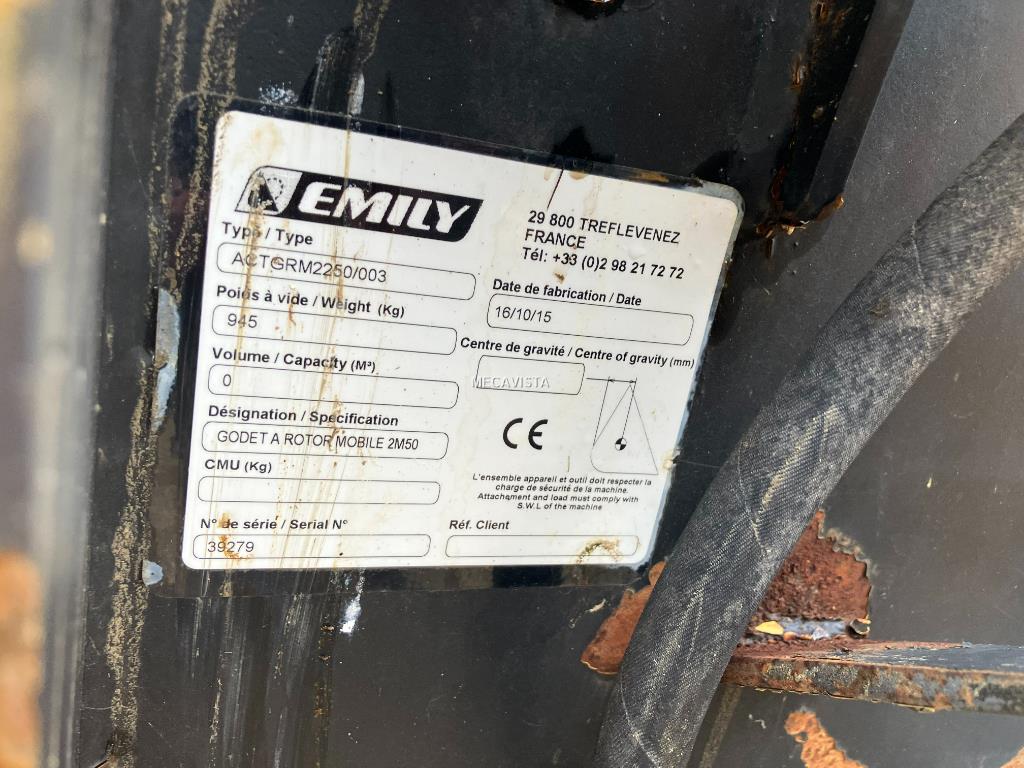 EMILY
29 800 TREFLEVENEZ
FRANCE
Tél: +33 (0)2 98 21 72 72
Type / Type
ACTGRM2250/003
Date de fabrication / Date
16/10/15
Poids à vide / Weight (Kg)
945
Centre de gravité / Centre of gravity (mm)
MECAVISTA
Volume / Capacity (M³)
0
CE
Désignation / Specification
GODET A ROTOR MOBILE 2M50
CMU (Kg)
L'ensemble appareil et outil doit respecter la
charge de sécurité de la machine.
Attachment and load must comply with
S.W.L of the machine
N° de série / Serial N°
39279
Réf. Client